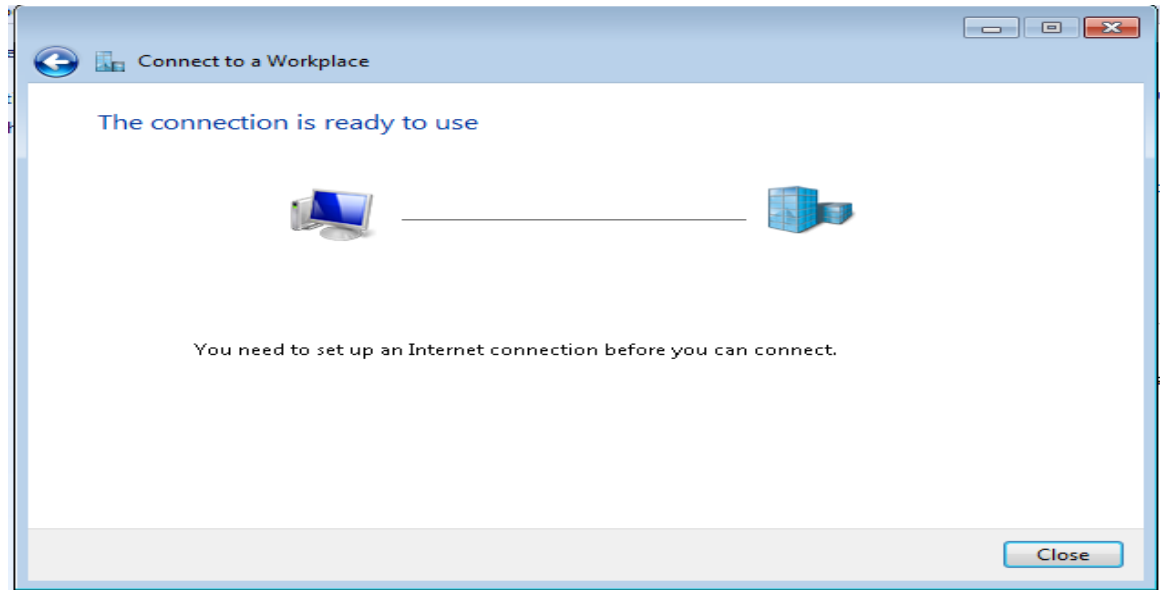 Connect to a Workplace
The connection is ready to use
You need to set up an Internet connection before you can connect.
Close